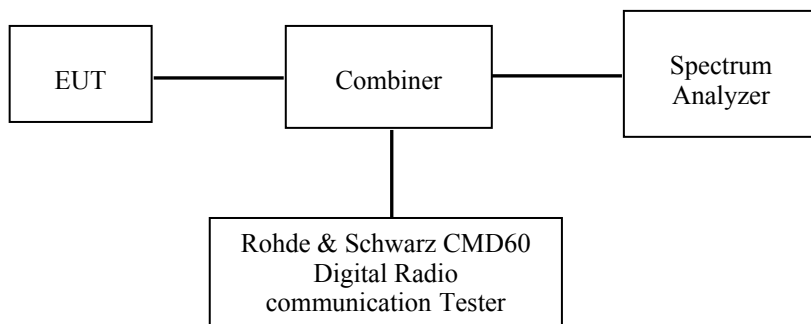 EUT
Combiner
Spectrum
Analyzer
Rohde & Schwarz CMD60
Digital Radio
communication Tester